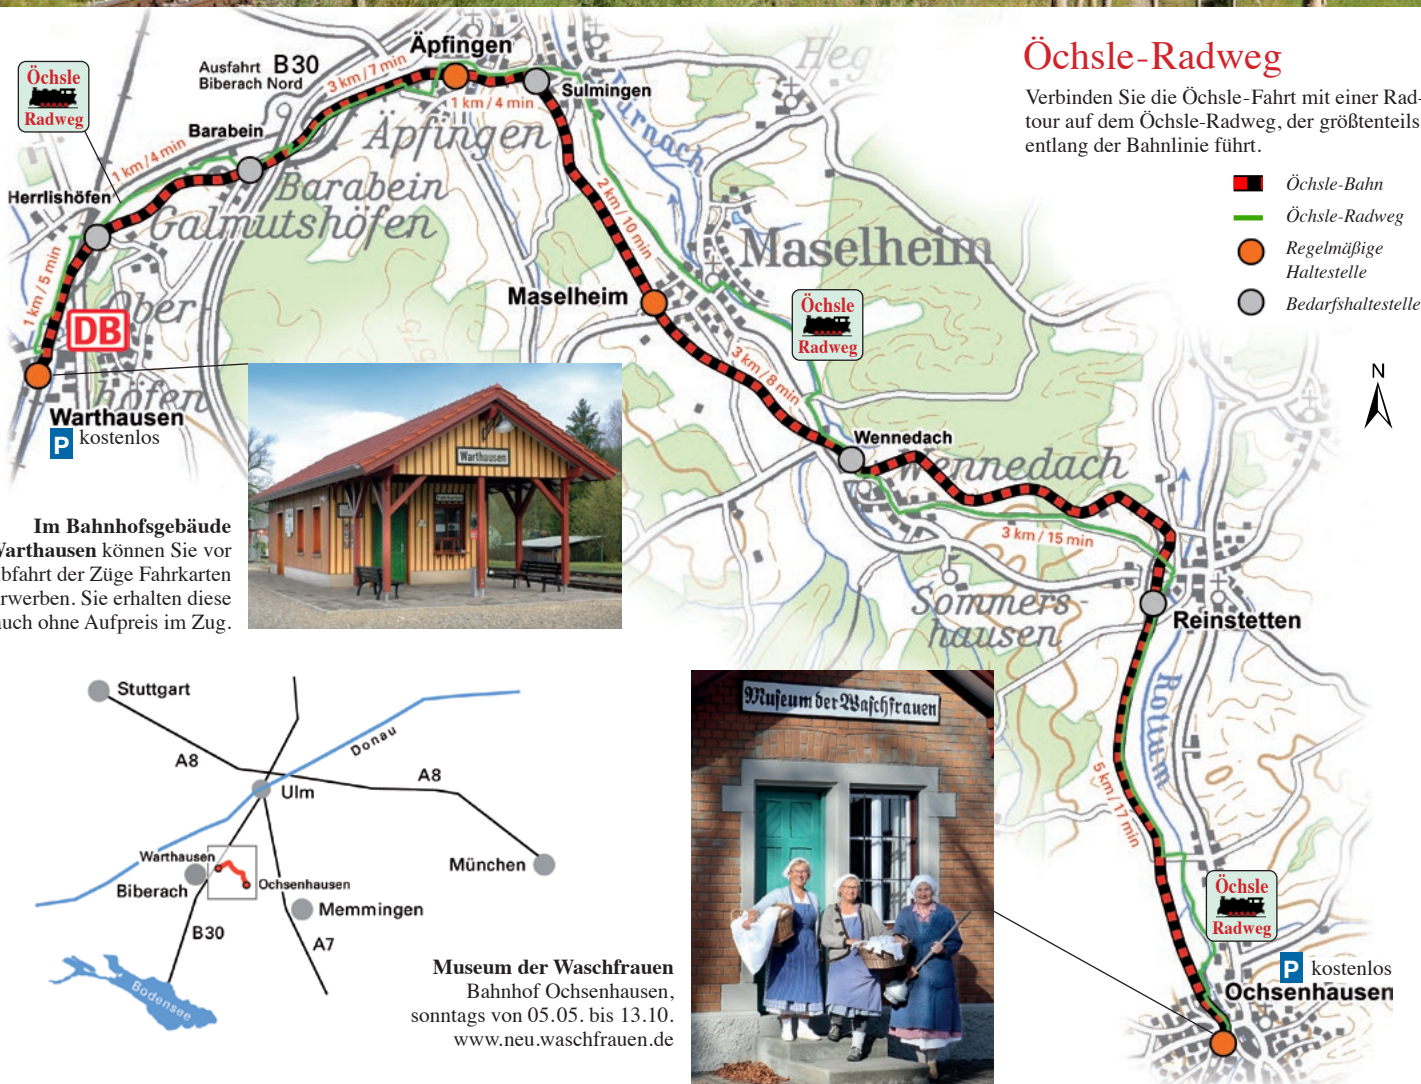 Öchsle-Radweg
Verbinden Sie die Öchsle-Fahrt mit einer Rad-
tour auf dem Öchsle-Radweg, der größtenteils
entlang der Bahnlinie führt.
Öchsle-Bahn
Öchsle-Radweg
Regelmäßige
Haltestelle
Bedarfshaltestelle
N
Öchsle
Radweg
Ausfahrt B30
Biberach Nord
3 km / 7 min
Äpfingen
1 km / 4 min
Sulmingen
Äpfingen
Barabein
1 km / 4 min
Herrlishöfen
Barabein
Galmutshöfen
1 km / 5 min
DB
Ober-
höfen
Warthausen
P kostenlos
2 km / 10 min
Maselheim
Maselheim
Öchsle
Radweg
3 km / 8 min
Wennedach
Wennedach
3 km / 15 min
Sommers-
hausen
Reinstetten
Rottum
5 km / 17 min
Öchsle
Radweg
P kostenlos
Ochsenhausen
Warthausen
Im Bahnhofsgebäude
Warthausen können Sie vor
Abfahrt der Züge Fahrkarten
erwerben. Sie erhalten diese
auch ohne Aufpreis im Zug.
Stuttgart
A8
Donau
A8
Ulm
München
Warthausen
Biberach
Ochsenhausen
Memmingen
B30
A7
Bodensee
Museum der Waschfrauen
Museum der Waschfrauen
Bahnhof Ochsenhausen,
sonntags von 05.05. bis 13.10.
www.neu.waschfrauen.de